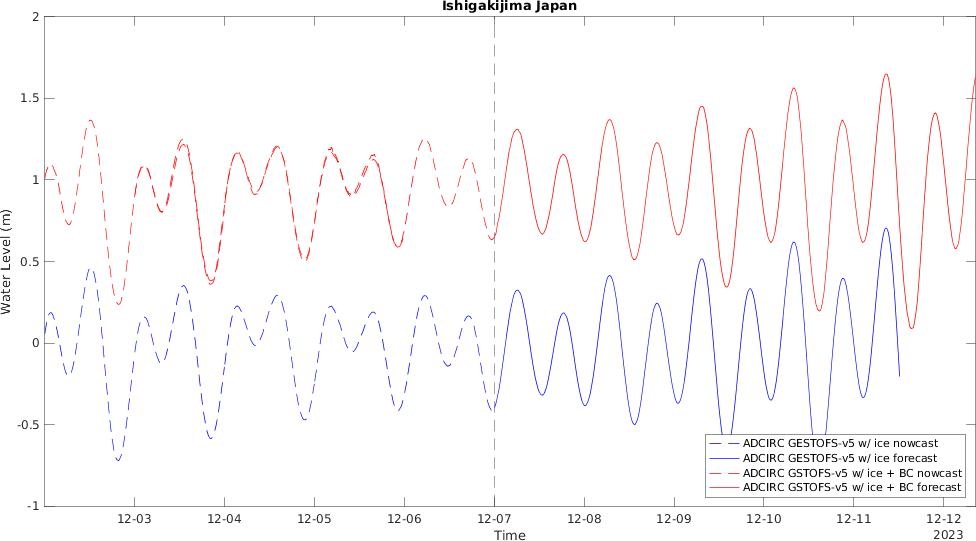 Ishigakijima Japan
2
1.5
1
0.5
0
-0.5
-1
Water Level (m)
12-03
12-04
12-05
12-06
12-07
12-08
12-09
12-10
12-11
12-12
Time
2023
ADCIRC GESTOFS-v5 w/ ice nowcast
ADCIRC GESTOFS-v5 w/ ice forecast
ADCIRC GSTOFS-v5 w/ ice + BC nowcast
ADCIRC GSTOFS-v5 w/ ice + BC forecast